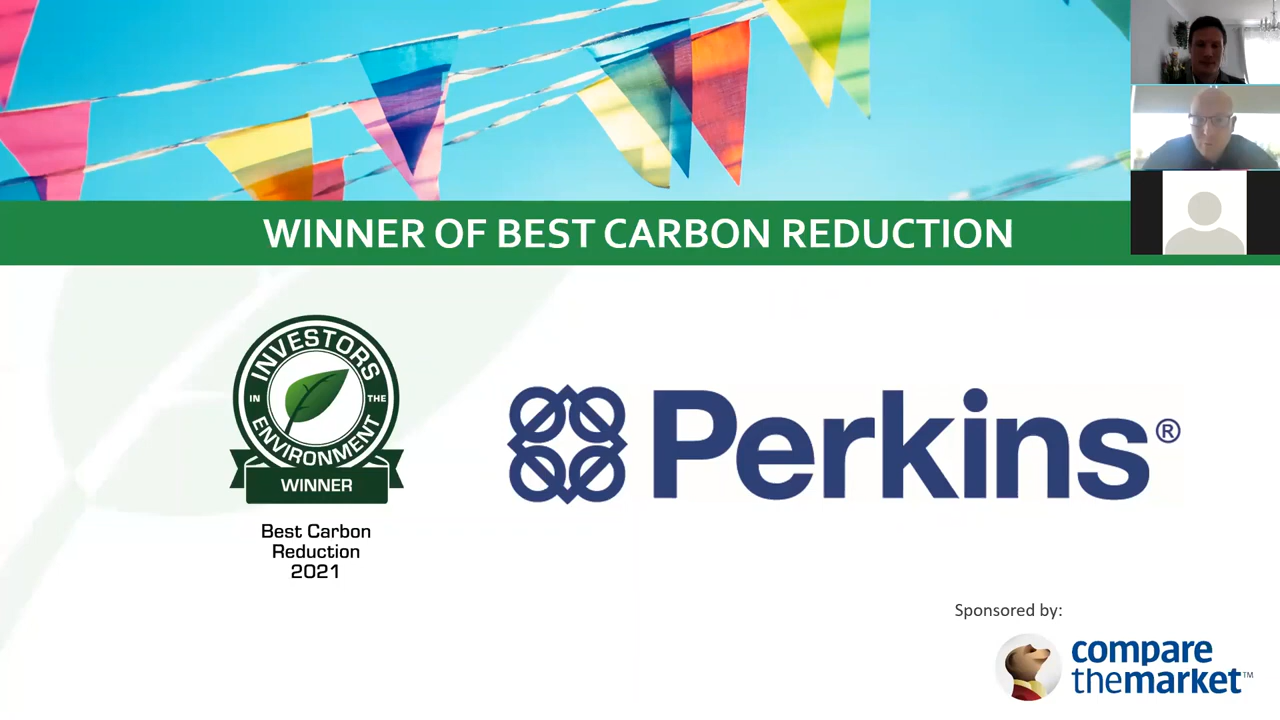 WINNER OF BEST CARBON REDUCTION
INVESTORS
IN THE
ENVIRONMENT
WINNER
Best Carbon
Reduction
2021
Perkins®
Sponsored by:
compare
themarket™